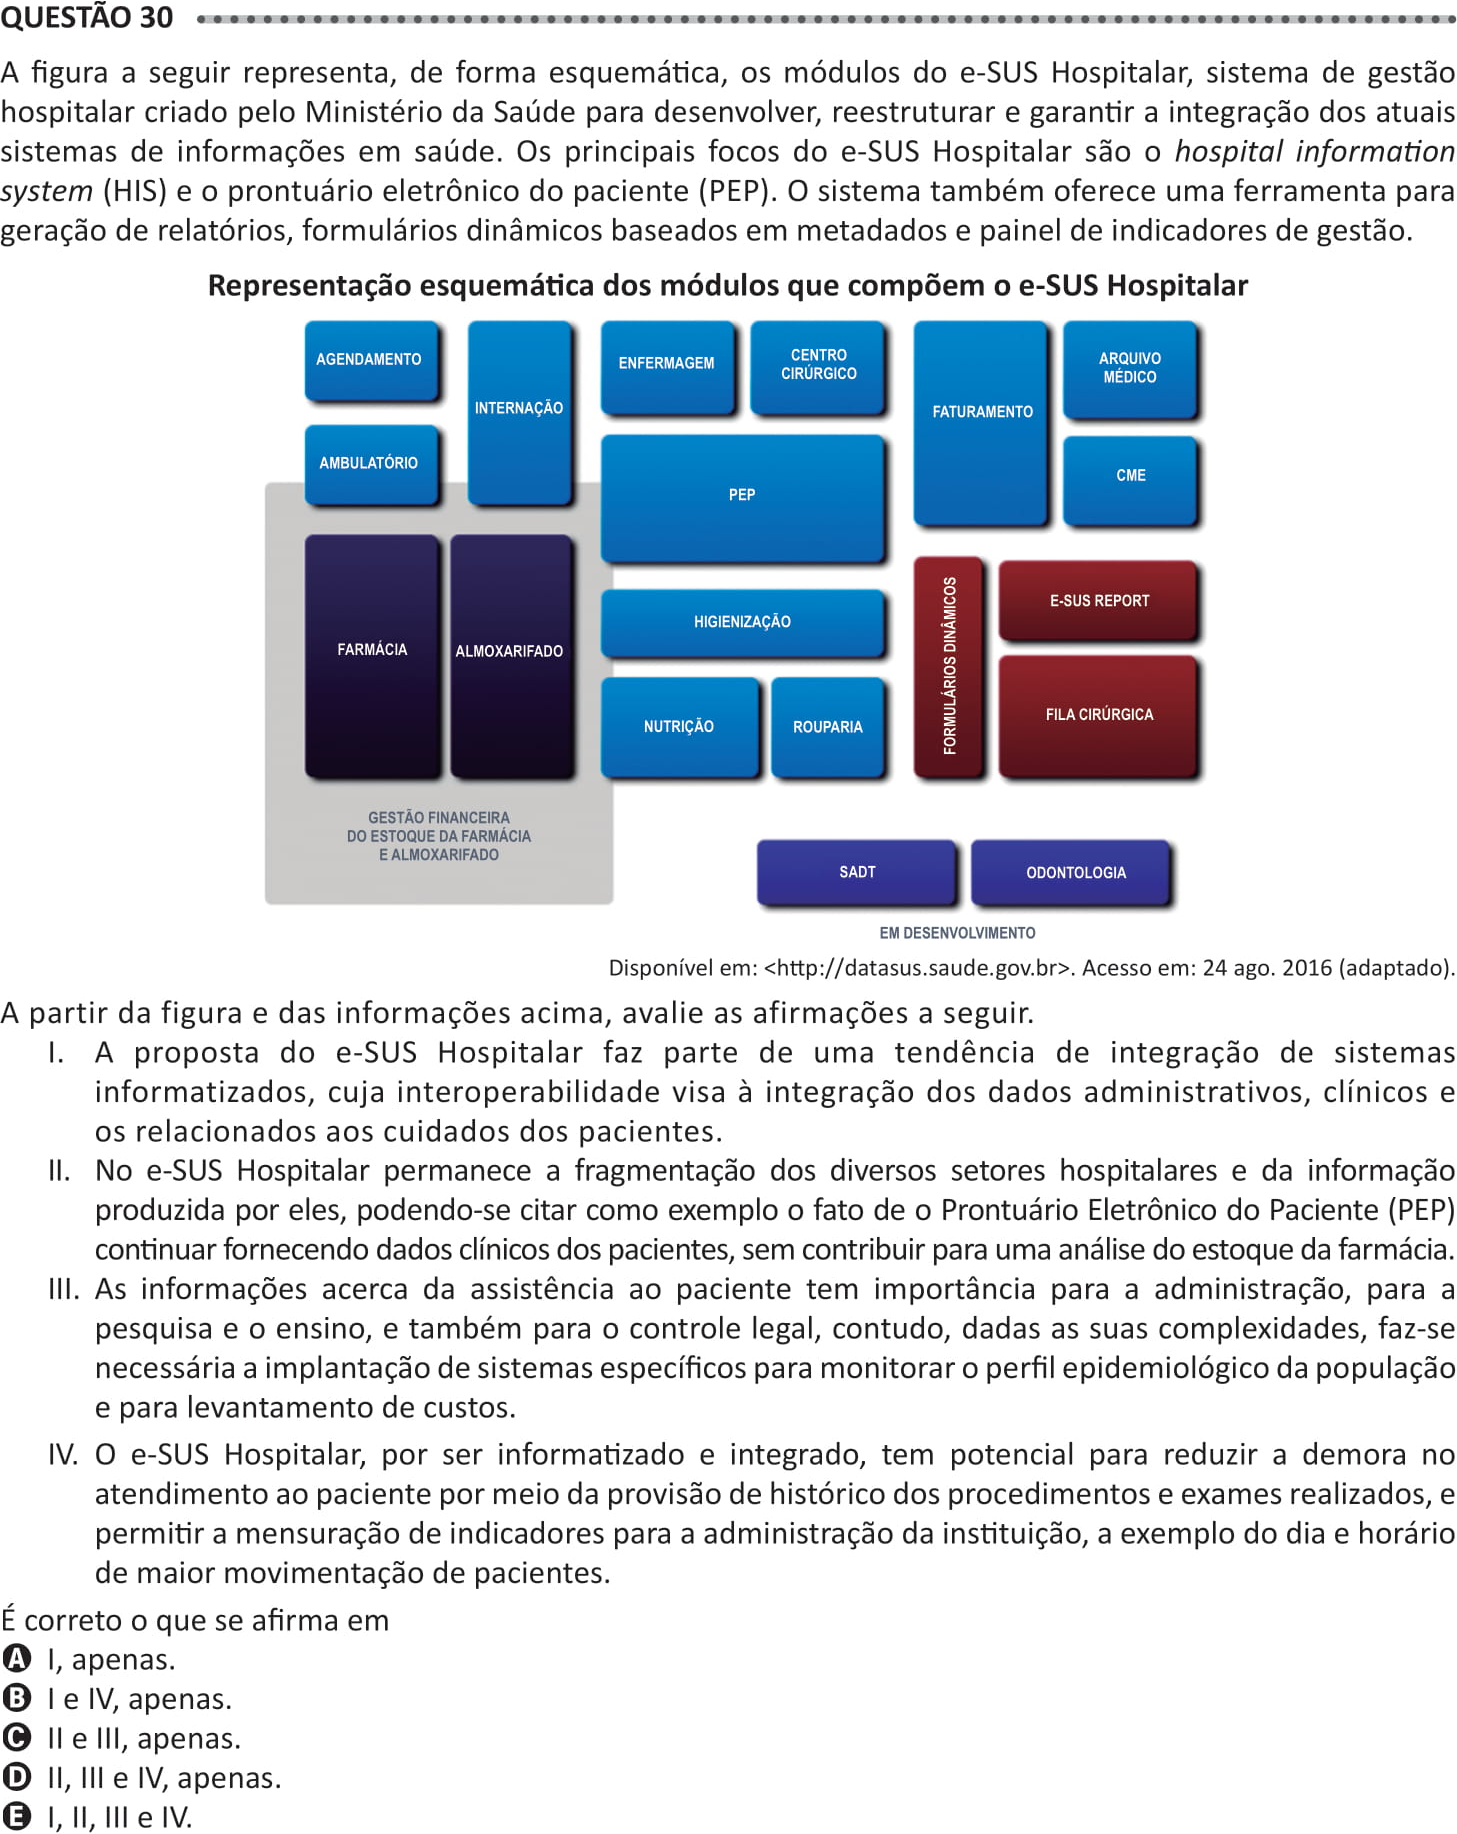 QUESTÃO 30
A figura a seguir representa, de forma esquemática, os módulos do e-SUS Hospitalar, sistema de gestão
hospitalar criado pelo Ministério da Saúde para desenvolver, reestruturar e garantir a integração dos atuais
sistemas de informações em saúde. Os principais focos do e-SUS Hospitalar são o hospital information
system (HIS) e o prontuário eletrônico do paciente (PEP). O sistema também oferece uma ferramenta para
geração de relatórios, formulários dinâmicos baseados em metadados e painel de indicadores de gestão.
Representação esquemática dos módulos que compõem o e-SUS Hospitalar
AGENDAMENTO
INTERNAÇÃO
ENFERMAGEM
CENTRO
CIRÚRGICO
FATURAMENTO
ARQUIVO
MÉDICO
AMBULATÓRIO
PEP
CME
FARMÁCIA
ALMOXARIFADO
HIGIENIZAÇÃO
FORMULÁRIOS DINÂMICOS
E-SUS REPORT
NUTRIÇÃO
ROUPARIA
FILA CIRÚRGICA
GESTÃO FINANCEIRA
DO ESTOQUE DA FARMÁCIA
E ALMOXARIFADO
SADT
ODONTOLOGIA
EM DESENVOLVIMENTO
Disponível em: <http://datasus.saude.gov.br>. Acesso em: 24 ago. 2016 (adaptado).
A partir da figura e das informações acima, avalie as afirmações a seguir.
I. A proposta do e-SUS Hospitalar faz parte de uma tendência de integração de sistemas
informatizados, cuja interoperabilidade visa à integração dos dados administrativos, clínicos e
os relacionados aos cuidados dos pacientes.
II. No e-SUS Hospitalar permanece a fragmentação dos diversos setores hospitalares e da informação
produzida por eles, podendo-se citar como exemplo o fato de o Prontuário Eletrônico do Paciente (PEP)
continuar fornecendo dados clínicos dos pacientes, sem contribuir para uma análise do estoque da farmácia.
III. As informações acerca da assistência ao paciente tem importância para a administração, para a
pesquisa e o ensino, e também para o controle legal, contudo, dadas as suas complexidades, faz-se
necessária a implantação de sistemas específicos para monitorar o perfil epidemiológico da população
e para levantamento de custos.
IV. O e-SUS Hospitalar, por ser informatizado e integrado, tem potencial para reduzir a demora no
atendimento ao paciente por meio da provisão de histórico dos procedimentos e exames realizados, e
permitir a mensuração de indicadores para a administração da instituição, a exemplo do dia e horário
de maior movimentação de pacientes.
É correto o que se afirma em
A I, apenas.
B I e IV, apenas.
C II e III, apenas.
D II, III e IV, apenas.
E I, II, III e IV.